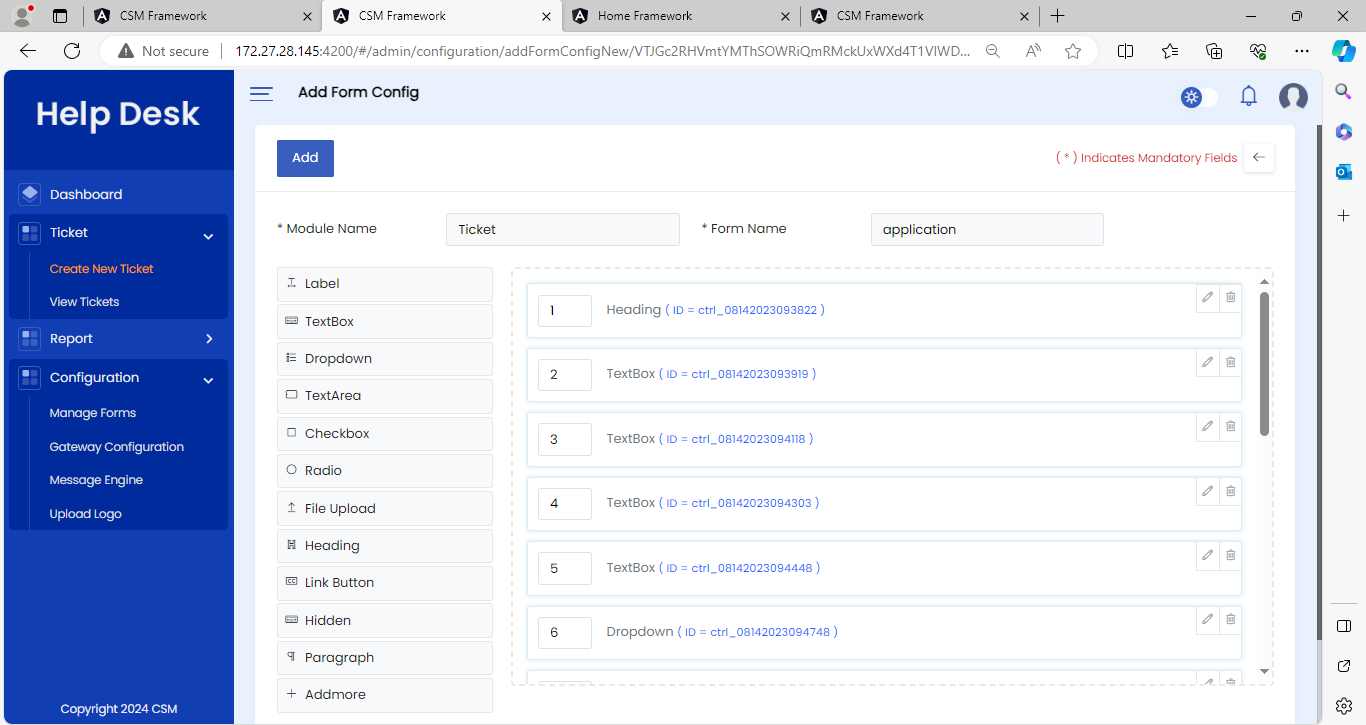 CSM Framework
CSM Framework
Home Framework
CSM Framework
Not secure
172.27.28.145:4200/#/admin/configuration/addFormConfigNew/VTJGc2RHVmtYMThSOWRiQmRMckUxWXd4T1VlWD...
Help Desk
Add Form Config
Add
( * ) Indicates Mandatory Fields
Dashboard
Ticket
Create New Ticket
View Tickets
Report
Configuration
Manage Forms
Gateway Configuration
Message Engine
Upload Logo
Copyright 2024 CSM
* Module Name
Ticket
* Form Name
application
Label
TextBox
Dropdown
TextArea
Checkbox
Radio
File Upload
Heading
Link Button
Hidden
Paragraph
Addmore
1 Heading ( ID = ctrl_08142023093822 )
2 TextBox ( ID = ctrl_08142023093919 )
3 TextBox ( ID = ctrl_08142023094118 )
4 TextBox ( ID = ctrl_08142023094303 )
5 TextBox ( ID = ctrl_08142023094448 )
6 Dropdown ( ID = ctrl_08142023094748 )